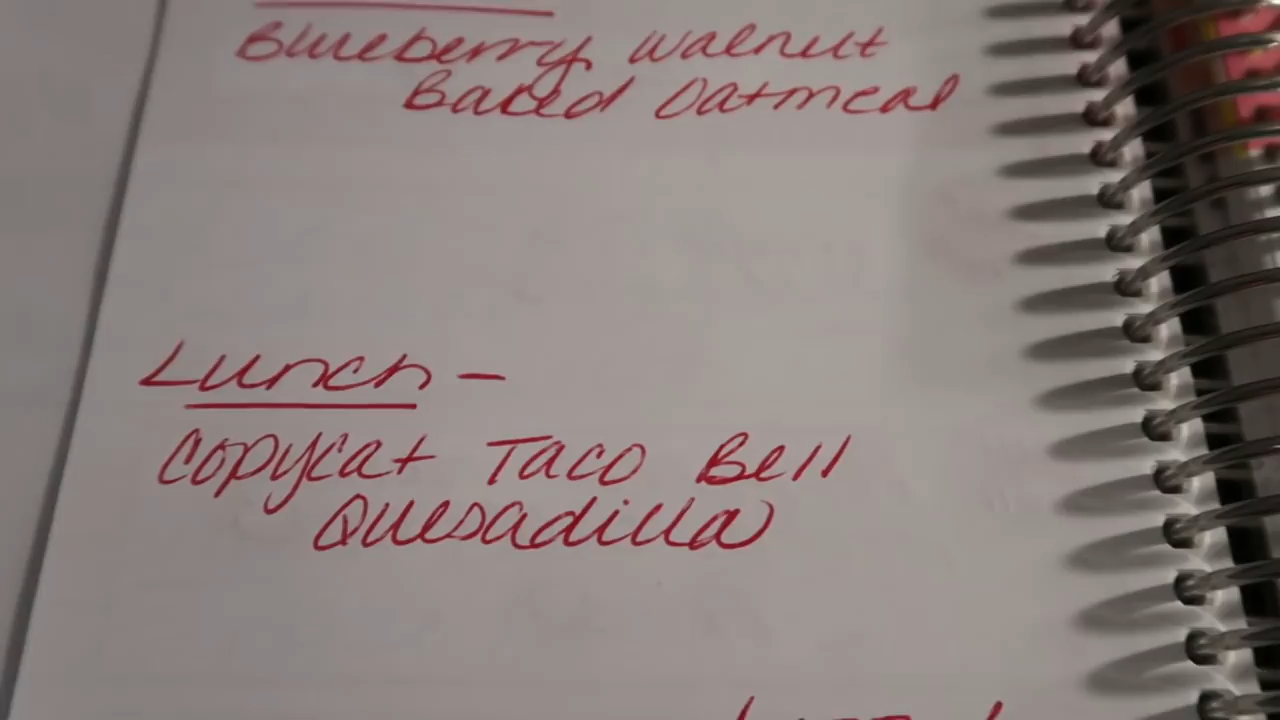 Blueberry Walnut
Baked Oatmeal
Lunch -
Copycat Taco Bell
Quesadilla